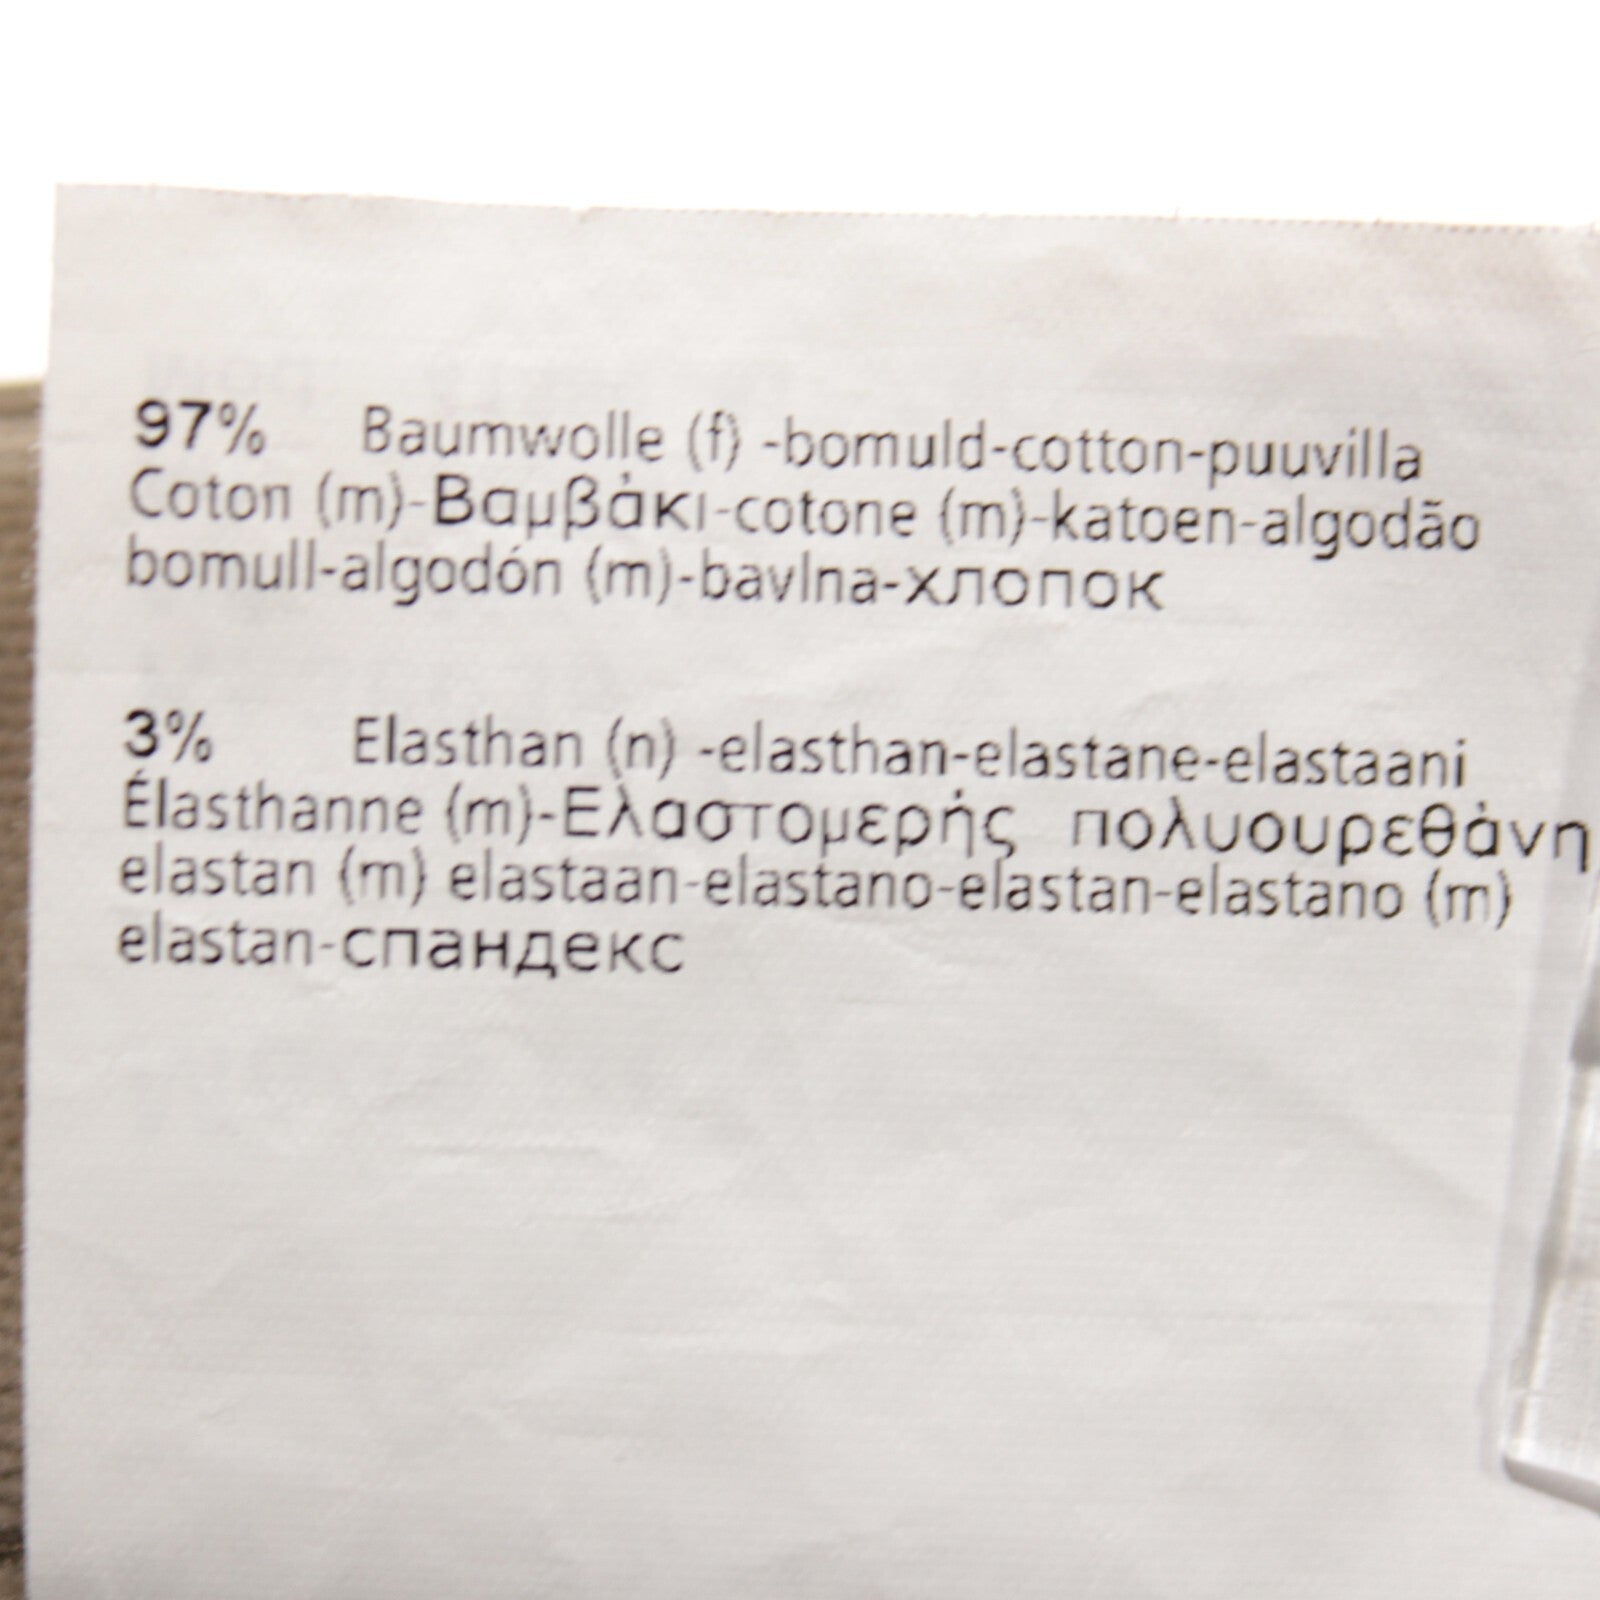 97% Baumwolle (f) -bomuld-cotton-puuvilla
Coton (m)-Βαμβάκι-cotone (m)-katoen-algodão
bomull-algodón (m)-bavlna-хлопок
3% Elasthan (n) -elasthan-elastane-elastaani
Élasthanne (m)-Ελαστομερής πολυουρεθάνη
elastan (m) elastaan-elastano-elastan-elastano (m)
elastan-спандекс